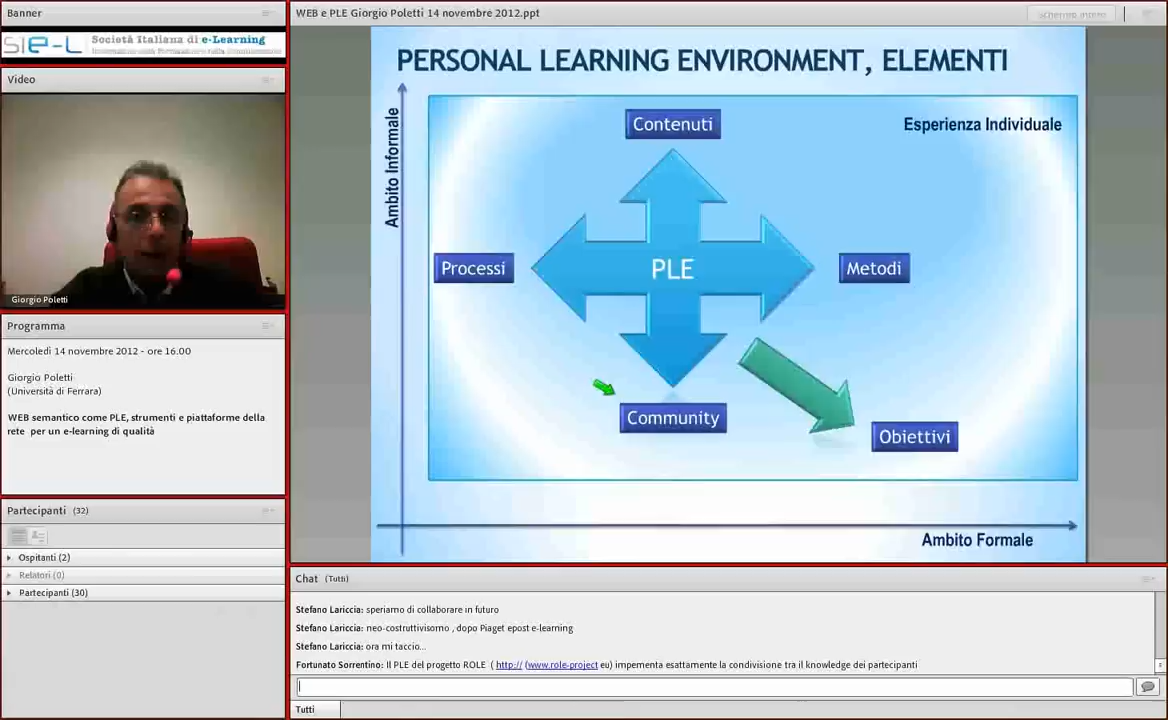 Banner
SIe-L Società Italiana di e-Learning
Video
Giorgio Poletti
Programma
Mercoledì 14 novembre 2012 - ore 16.00
Giorgio Poletti
(Università di Ferrara)
WEB semantico come PLE, strumenti e piattaforme della
rete per un e-learning di qualità
Partecipanti (32)
Ospitanti (2)
Relatori (0)
Partecipanti (30)
WEB e PLE Giorgio Poletti 14 novembre 2012.ppt
Schermo intero
PERSONAL LEARNING ENVIRONMENT, ELEMENTI
Ambito Informale
Contenuti
Esperienza Individuale
Processi
PLE
Metodi
Community
Obiettivi
Ambito Formale
Chat (Tutti)
Stefano Lariccia: speriamo di collaborare in futuro
Stefano Lariccia: neo-costruttivisorno , dopo Piaget epost e-learning
Stefano Lariccia: ora mi taccio...
Fortunato Sorrentino: Il PLE del progetto ROLE ( http:// (www.role-project eu) impementa esattamente la condivisione tra il knowledge dei partecipanti
Tutti